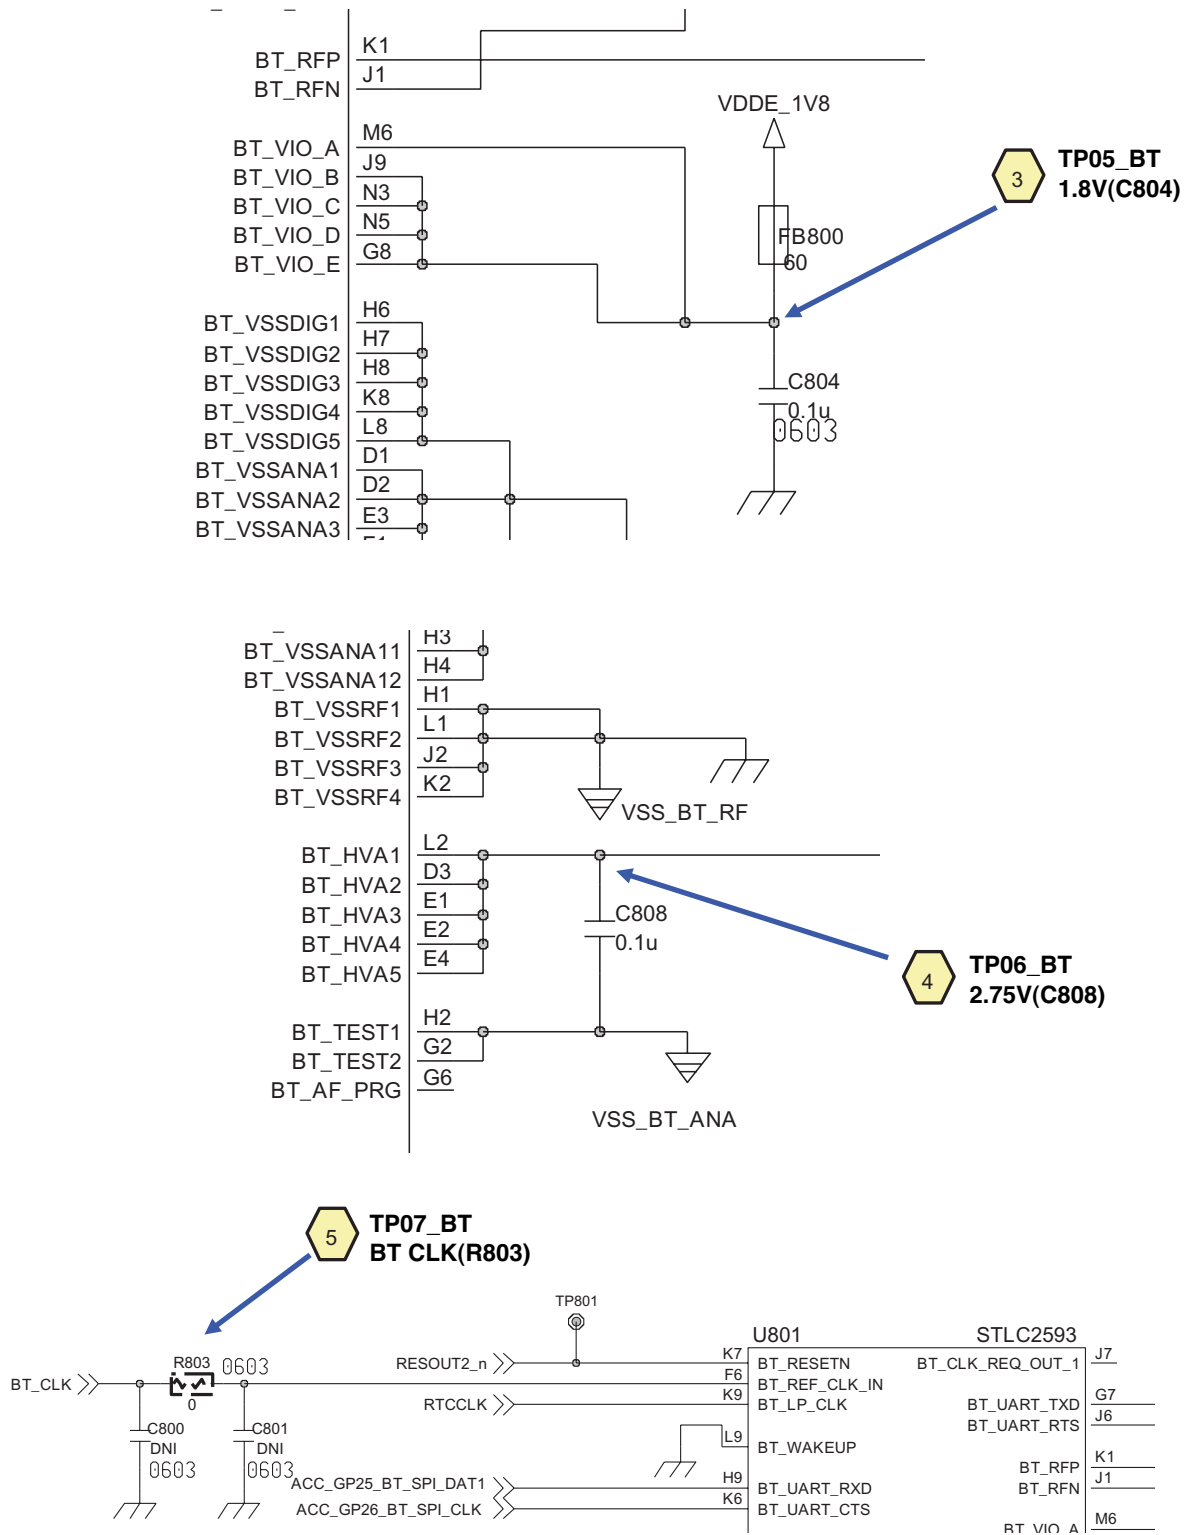 BT_RFP K1
BT_RFN J1
VDDE_1V8
BT_VIO_A M6
BT_VIO_B J9
BT_VIO_C N3
BT_VIO_D N5
BT_VIO_E G8
3 TP05_BT
1.8V(C804)
FB800
60
BT_VSSDIG1 H6
BT_VSSDIG2 H7
BT_VSSDIG3 H8
BT_VSSDIG4 K8
BT_VSSDIG5 L8
BT_VSSANA1 D1
BT_VSSANA2 D2
BT_VSSANA3 E3
C804
0.1u
0603
BT_VSSANA11 H3
BT_VSSANA12 H4
BT_VSSRF1 H1
BT_VSSRF2 L1
BT_VSSRF3 J2
BT_VSSRF4 K2
VSS_BT_RF
BT_HVA1 L2
BT_HVA2 D3
BT_HVA3 E1
BT_HVA4 E2
BT_HVA5 E4
C808
0.1u
4 TP06_BT
2.75V(C808)
BT_TEST1 H2
BT_TEST2 G2
BT_AF_PRG G6
VSS_BT_ANA
5 TP07_BT
BT CLK(R803)
TP801
U801 STLC2593
BT_CLK
R803 0603
0
C800
DNI
0603
C801
DNI
0603
RESOUT2_n K7 BT_RESETN
F6 BT_REF_CLK_IN
RTCCLK K9 BT_LP_CLK
L9 BT_WAKEUP
ACC_GP25_BT_SPI_DAT1 H9 BT_UART_RXD
ACC_GP26_BT_SPI_CLK K6 BT_UART_CTS
BT_CLK_REQ_OUT_1 J7
BT_UART_TXD G7
BT_UART_RTS J6
BT_RFP K1
BT_RFN J1
BT_VIO_A M6